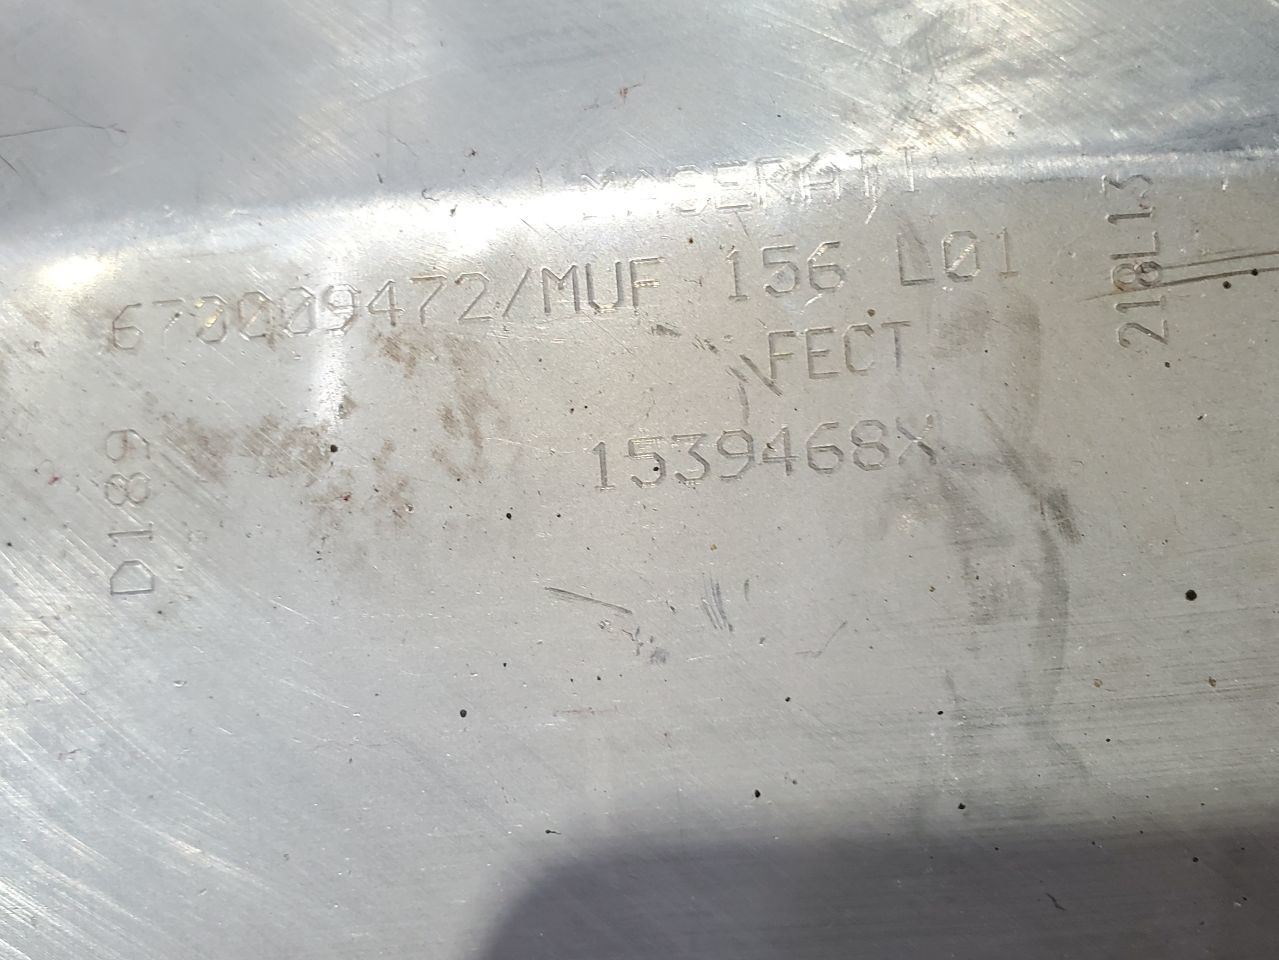 MASERATI
670009472/MUF 156 L01
FECT
1539468X
218L13
D189